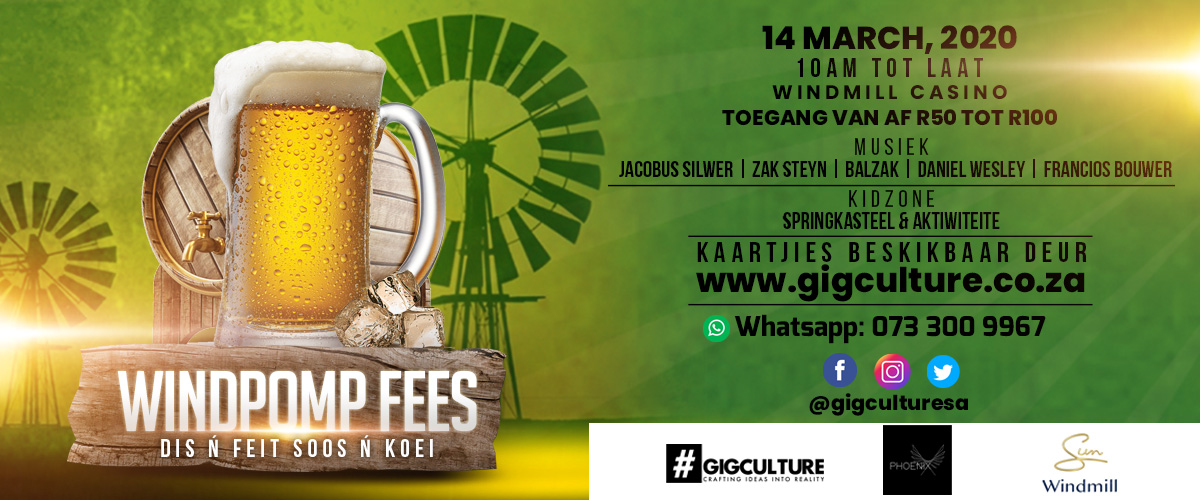 WINDPOMP FEES
DIS Ń FEIT SOOS Ń KOEI
14 MARCH, 2020
10AM TOT LAAT
WINDMILL CASINO
TOEGANG VAN AF R50 TOT R100
MUSIEK
JACOBUS SILWER | ZAK STEYN | BALZAK | DANIEL WESLEY | FRANCIOS BOUWER
KIDZONE
SPRINGKASTEEL & AKTIWITEITE
KAARTJIES BESKIKBAAR DEUR
www.gigculture.co.za
Whatsapp: 073 300 9967
@gigculturesa
#GIGCULTURE
CRAFTING IDEAS INTO REALITY
PHOENIX
Sun
Windmill